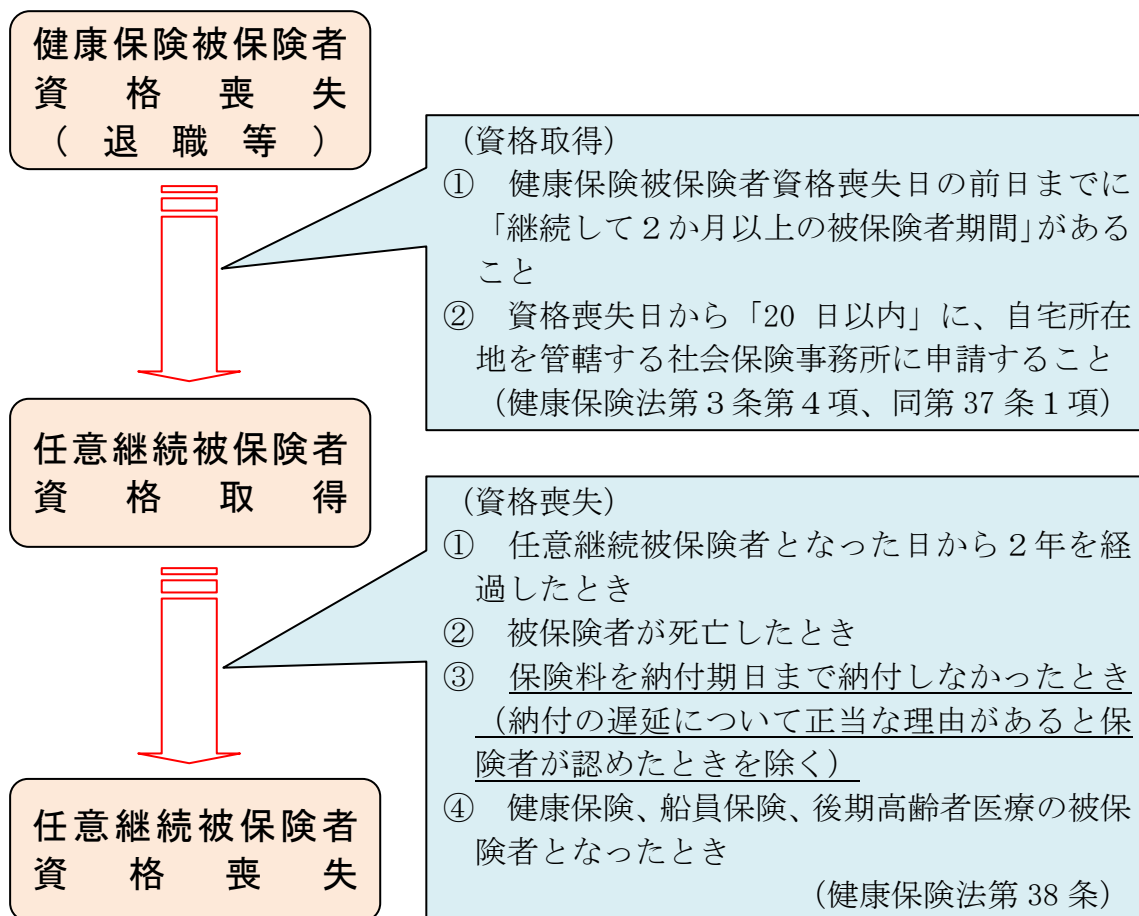 健康保険被保険者
資格喪失
(退職等)
(資格取得)
① 健康保険被保険者資格喪失日の前日までに
「継続して２か月以上の被保険者期間」がある
こと
② 資格喪失日から「20 日以内」に、自宅所在
地を管轄する社会保険事務所に申請すること
(健康保険法第３条第４項、同第 37 条１項)
任意継続被保険者
資格取得
(資格喪失)
① 任意継続被保険者となった日から２年を経
過したとき
② 被保険者が死亡したとき
③ 保険料を納付期日まで納付しなかったとき
(納付の遅延について正当な理由があると保
険者が認めたときを除く)
④ 健康保険、船員保険、後期高齢者医療の被保
険者となったとき
(健康保険法第 38 条)
任意継続被保険者
資格喪失